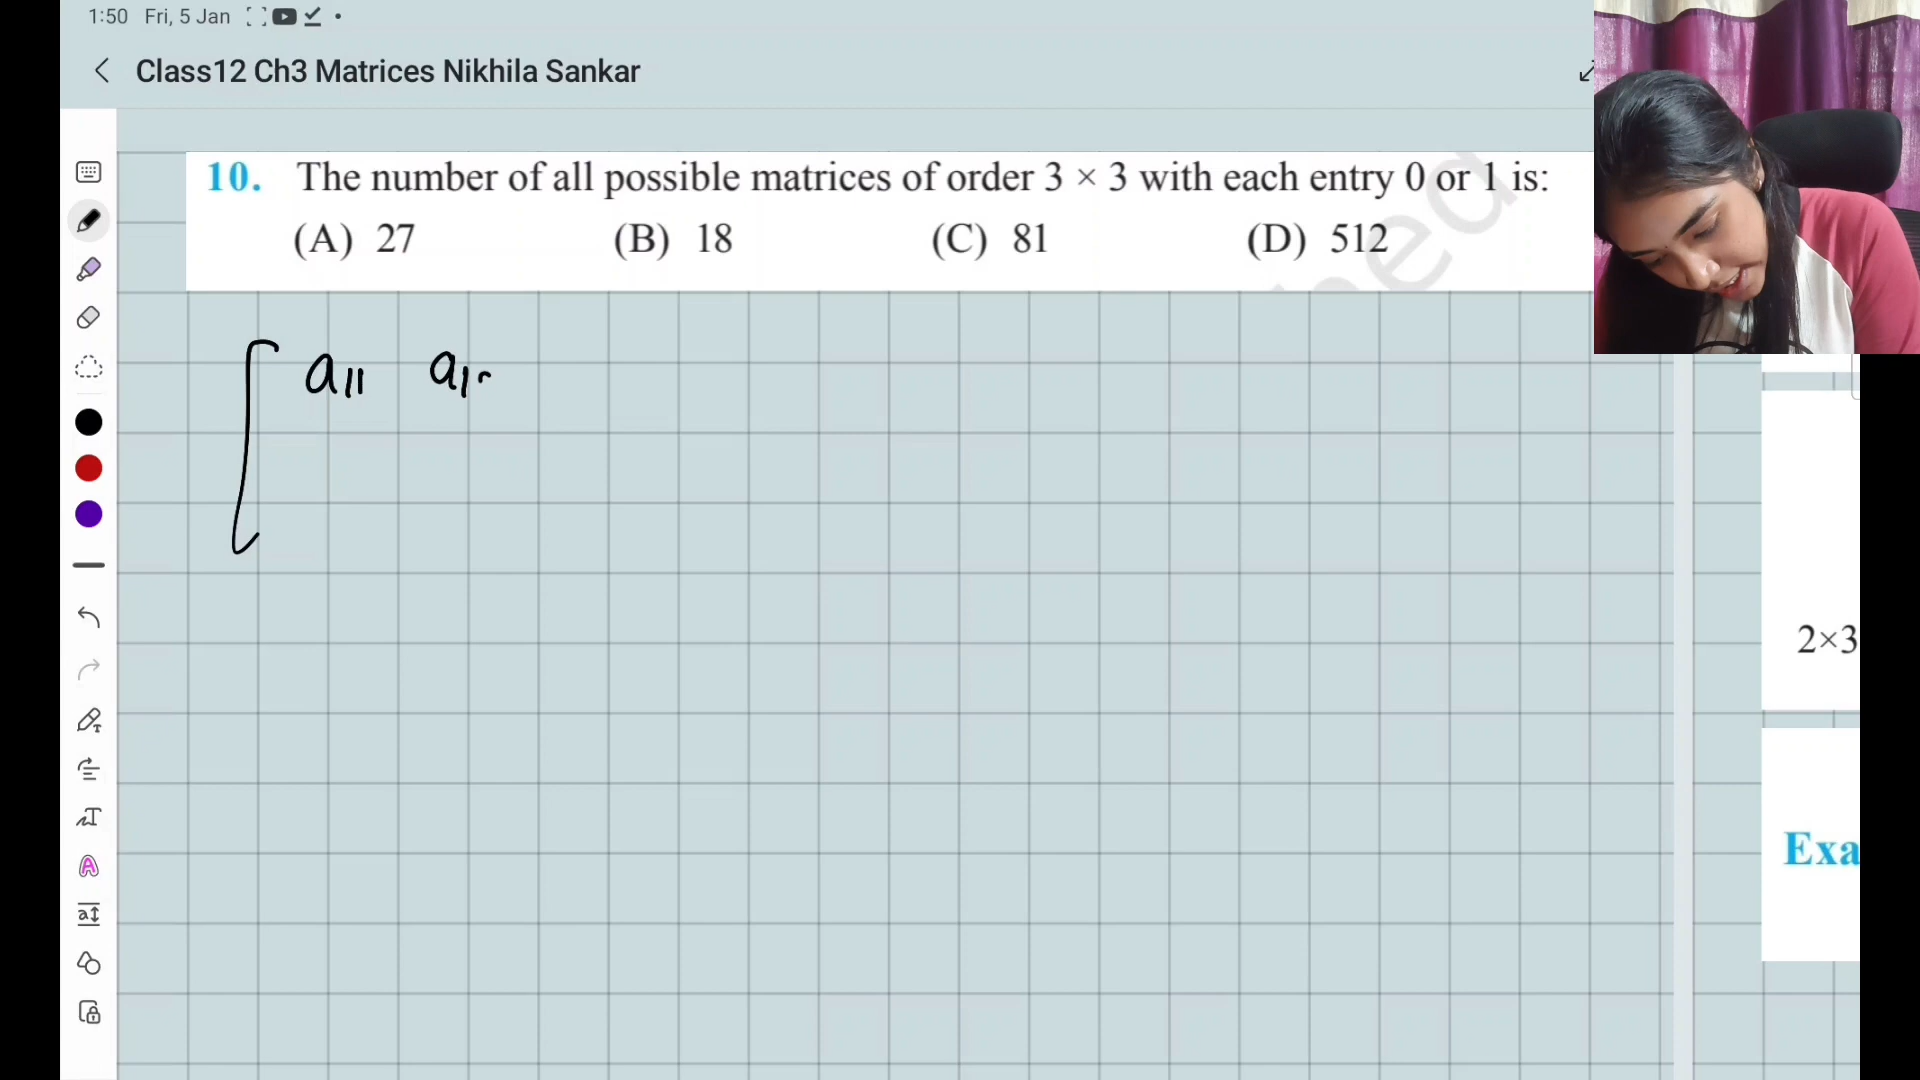 1:50 Fri, 5 Jan
Class12 Ch3 Matrices Nikhila Sankar
10. The number of all possible matrices of order 3 × 3 with each entry 0 or 1 is:
(A) 27 (B) 18 (C) 81 (D) 512
a11 a1
2×3
Exa